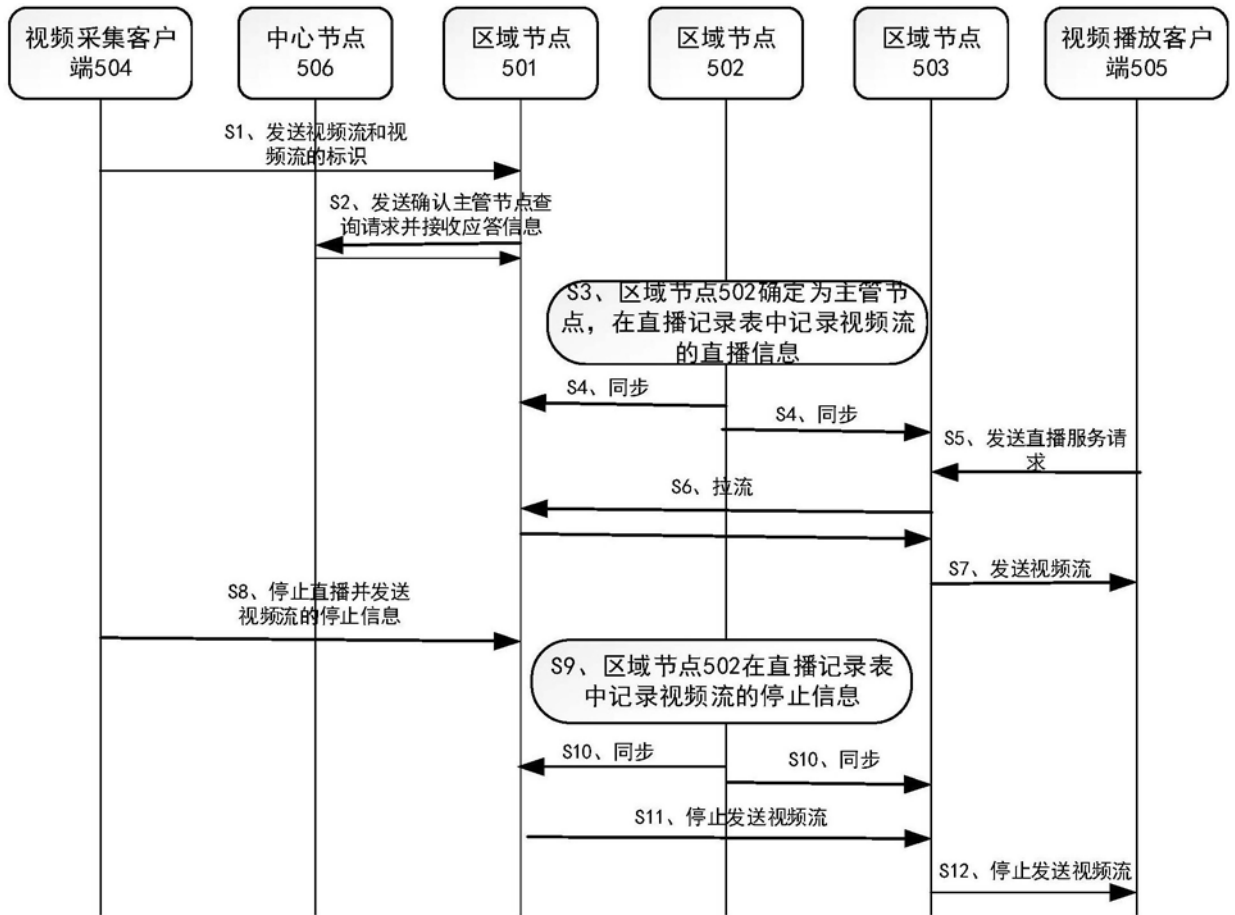 视频采集客户
端504
中心节点
506
区域节点
501
区域节点
502
区域节点
503
视频播放客户
端505
S1、发送视频流和视
频流的标识
S2、发送确认主管节点查
询请求并接收应答信息
S3、区域节点502确定为主管节
点，在直播记录表中记录视频流
的直播信息
S4、同步
S4、同步
S5、发送直播服务请
求
S6、拉流
S7、发送视频流
S8、停止直播并发送
视频流的停止信息
S9、区域节点502在直播记录表
中记录视频流的停止信息
S10、同步
S10、同步
S11、停止发送视频流
S12、停止发送视频流